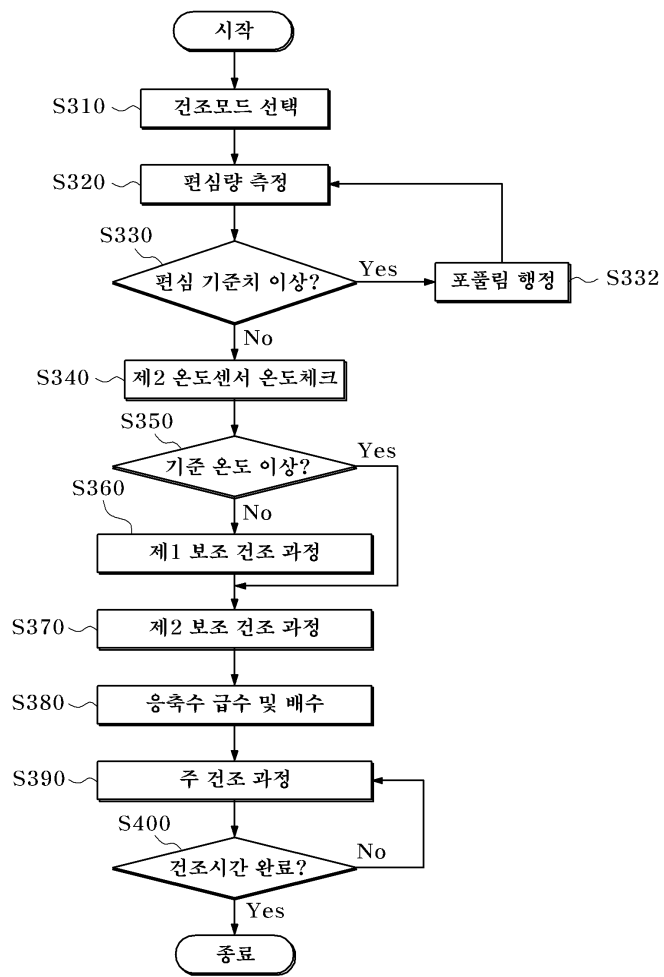 시작
S310
건조모드 선택
S320
편심량 측정
S330
편심 기준치 이상?
Yes
포풀림 행정
S332
No
S340
제2 온도센서 온도체크
S350
기준 온도 이상?
Yes
S360
No
제1 보조 건조 과정
S370
제2 보조 건조 과정
S380
응축수 급수 및 배수
S390
주 건조 과정
S400
건조시간 완료?
No
Yes
종료